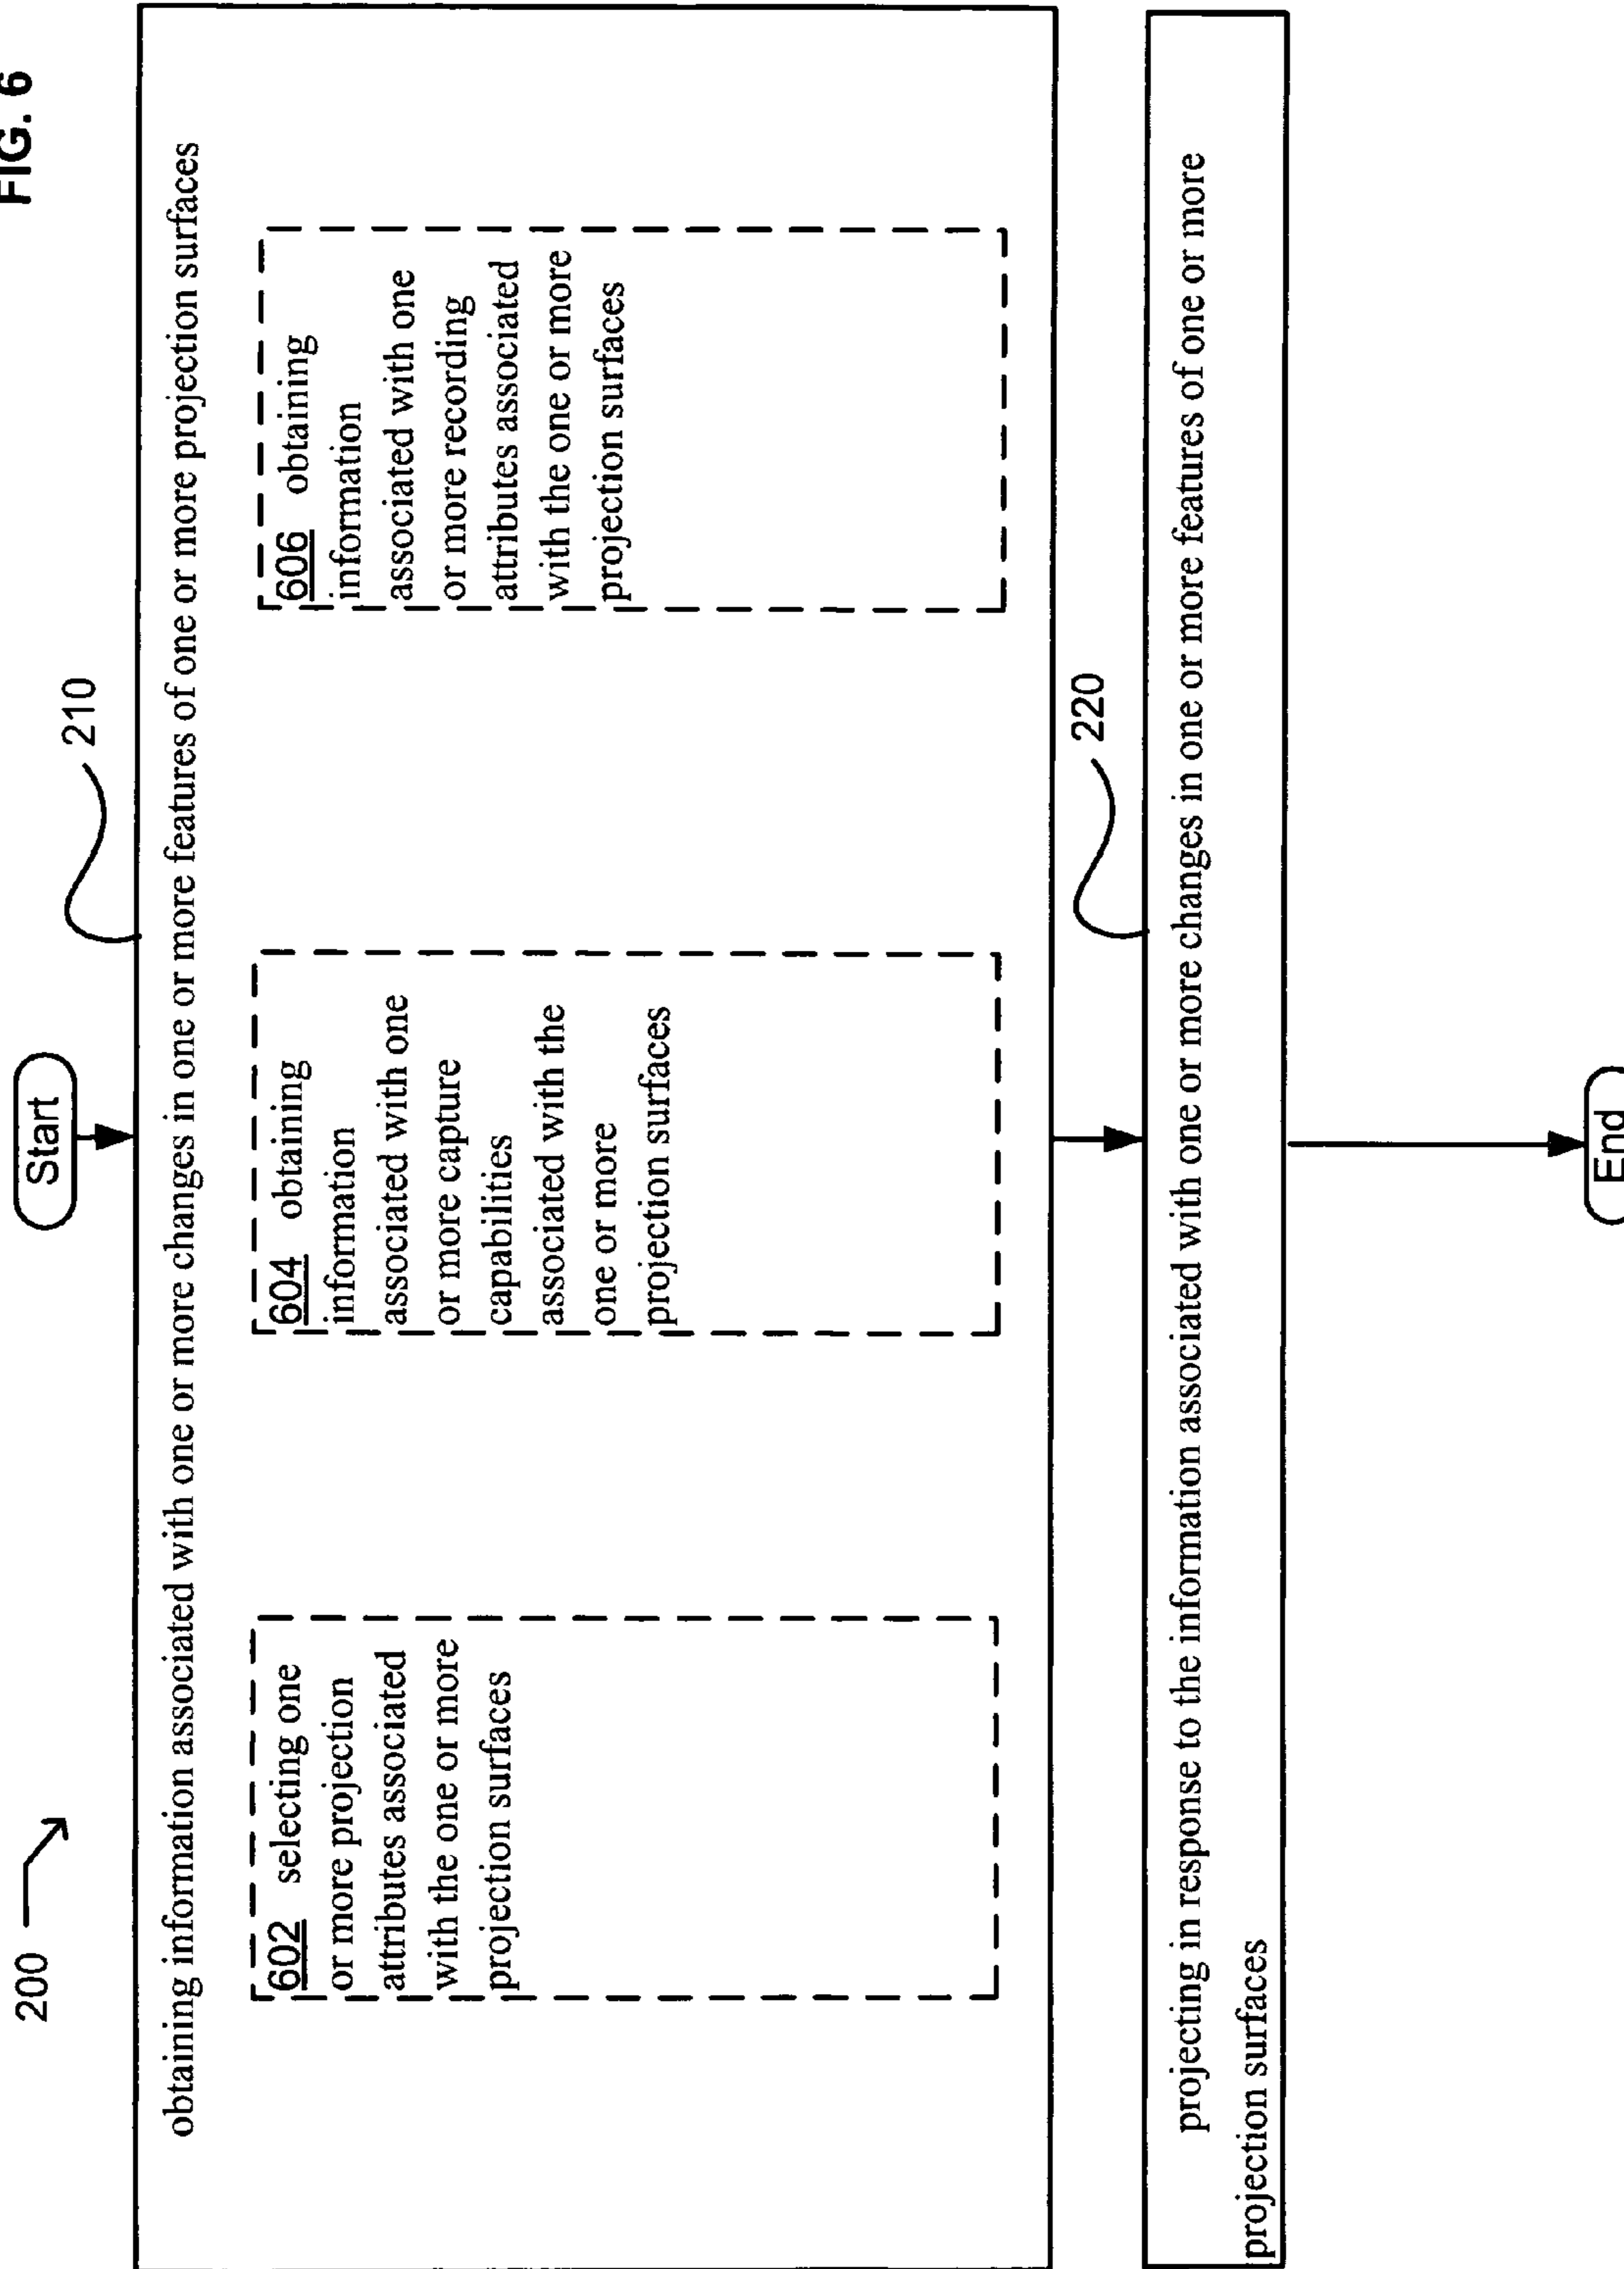 FIG. 6
200
Start
210
obtaining information associated with one or more changes in one or more features of one or more projection surfaces
602 selecting one
or more projection
attributes associated
with the one or more
projection surfaces
604 obtaining
information
associated with one
or more capture
capabilities
associated with the
one or more
projection surfaces
606 obtaining
information
associated with one
or more recording
attributes associated
with the one or more
projection surfaces
220
projecting in response to the information associated with one or more changes in one or more features of one or more
projection surfaces
End